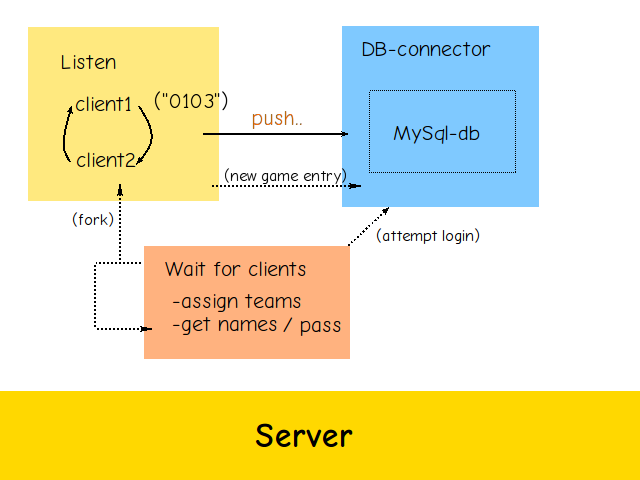 Listen
client1
("0103")
client2
push..
(new game entry)
DB-connector
MySql-db
(fork)
(attempt login)
Wait for clients
-assign teams
-get names / pass
Server